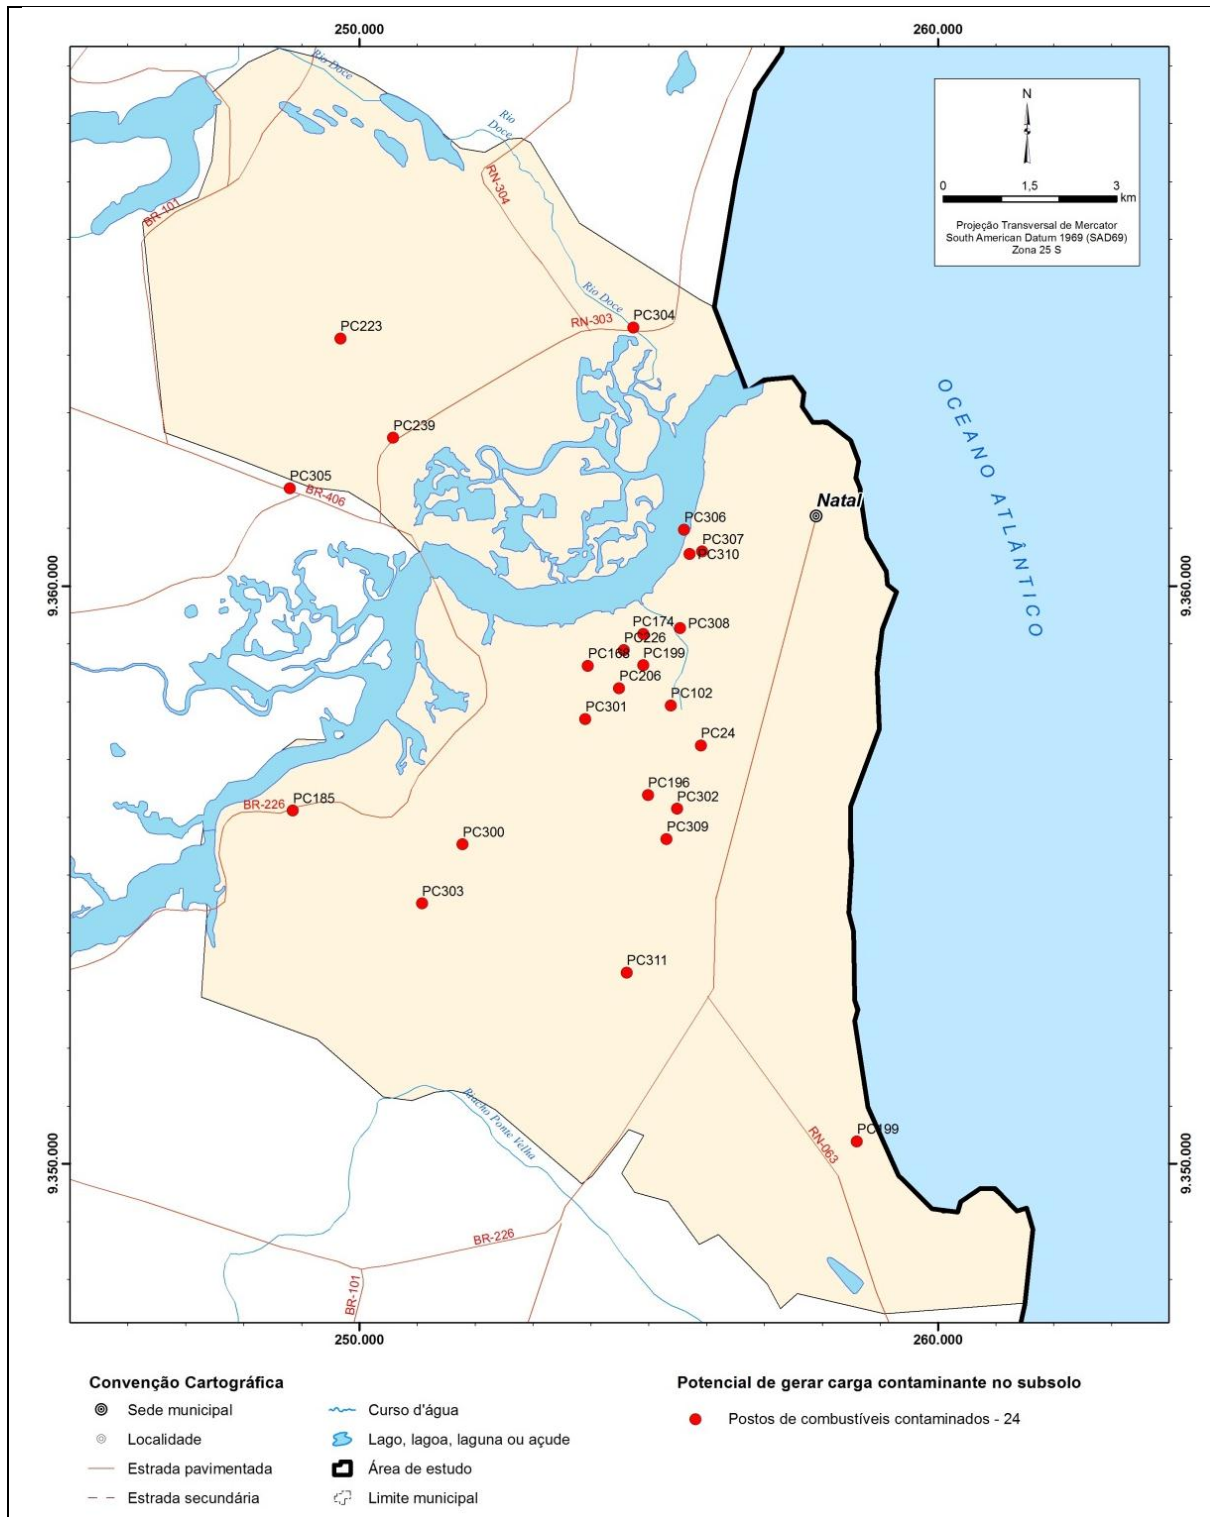 250.000
260.000
Rio Doce
Rio
Doce
N
0
1,5
3
km
Projeção Transversal de Mercator
South American Datum 1969 (SAD69)
Zona 25 S
RN-304
BR-101
Rio Doce
RN-303
PC304
PC223
OCEANO ATLÂNTICO
PC239
PC305
BR-406
Natal
PC306
PC307
PC310
9.360.000
9.360.000
PC174
PC308
PC226
PC168
PC199
PC206
PC102
PC301
PC24
PC196
PC302
BR-226
PC185
PC309
PC300
PC303
PC311
Riacho Ponte Velha
RN-063
PC199
9.350.000
9.350.000
BR-226
BR-101
250.000
260.000
Convenção Cartográfica
Sede municipal
Localidade
Estrada pavimentada
Estrada secundária
Curso d'água
Lago, lagoa, laguna ou açude
Área de estudo
Limite municipal
Potencial de gerar carga contaminante no subsolo
Postos de combustíveis contaminados - 24